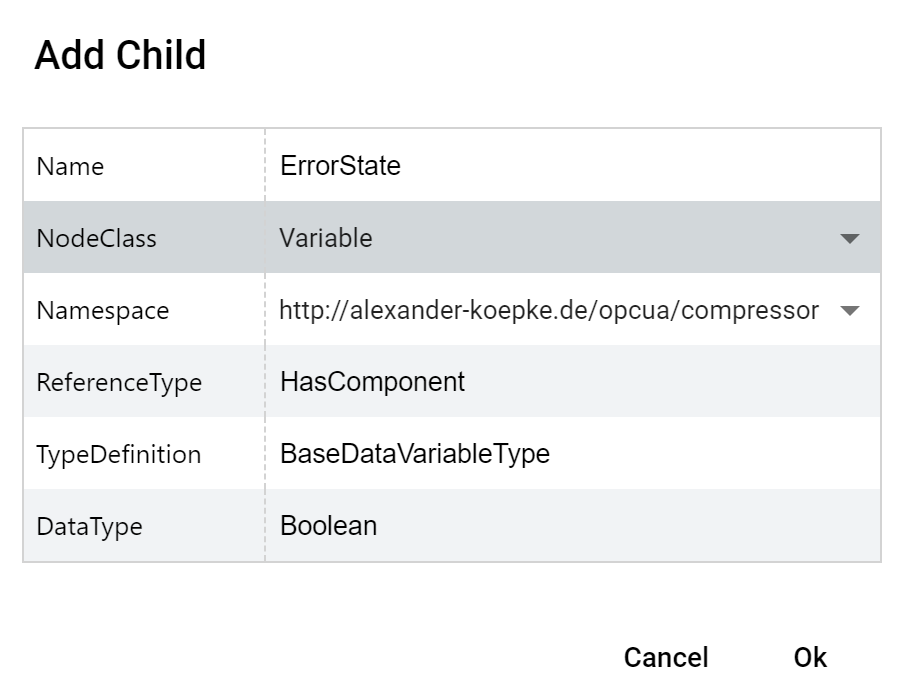 Add Child
Name ErrorState
NodeClass Variable
Namespace http://alexander-koepke.de/opcua/compressor
ReferenceType HasComponent
TypeDefinition BaseDataVariableType
DataType Boolean
Cancel Ok